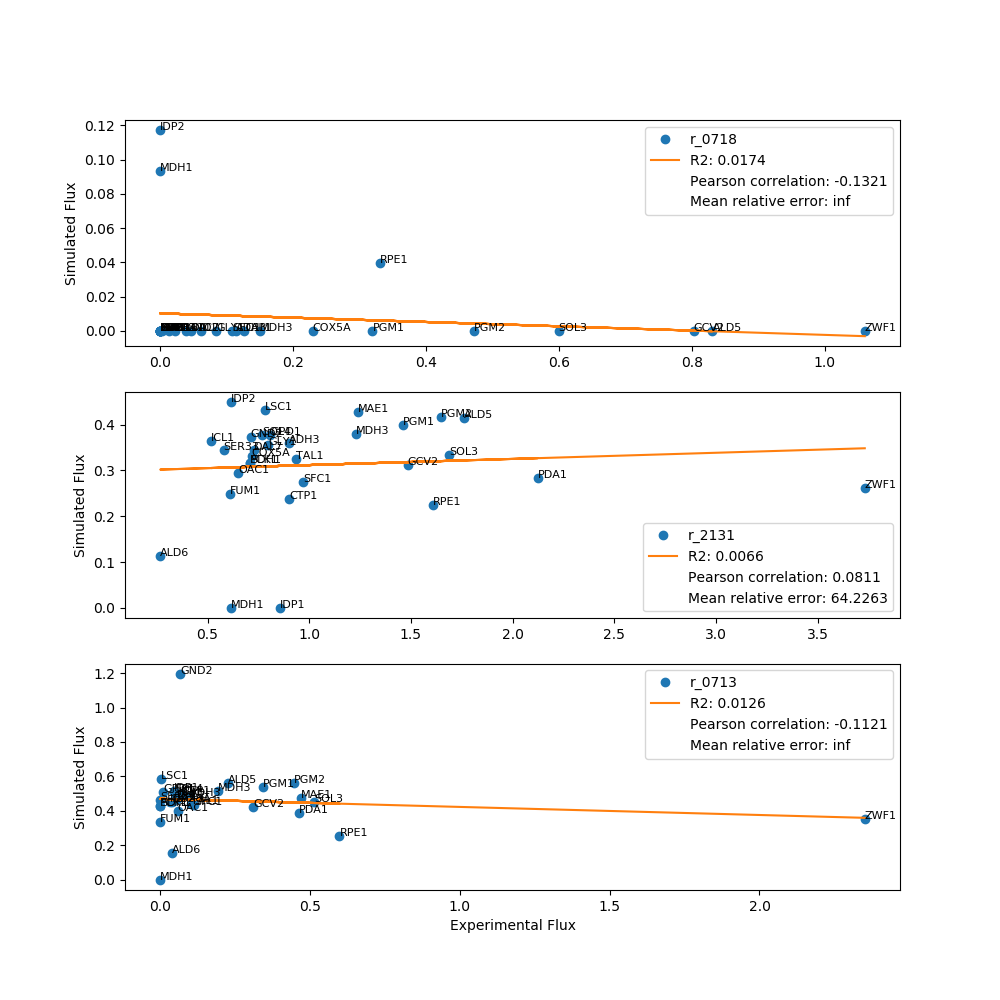 0.12
0.10
0.08
0.06
0.04
0.02
0.00
Simulated Flux
IDP2
MDH1
RPE1
MDH3
COX5A
PGM1
PGM2
SOL3
GCV2
ALD5
ZWF1
r_0718
R2: 0.0174
Pearson correlation: -0.1321
Mean relative error: inf
0.0 0.2 0.4 0.6 0.8 1.0
0.4
0.3
0.2
0.1
0.0
Simulated Flux
IDP2
LSC1
MAE1
PGM1
PGM2
ALD5
MDH3
ICL1
SER3
ADH3
COX5A
TAL1
SOL3
GCV2
OAC1
SFC1
PDA1
FUM1
CTP1
RPE1
ZWF1
ALD6
MDH1
IDP1
r_2131
R2: 0.0066
Pearson correlation: 0.0811
Mean relative error: 64.2263
0.5 1.0 1.5 2.0 2.5 3.0 3.5
1.2
1.0
0.8
0.6
0.4
0.2
0.0
Simulated Flux
GND2
LSC1
ALD5
MDH3
PGM1
PGM2
MAE1
SOL3
GCV2
OAC1
PDA1
FUM1
RPE1
ZWF1
ALD6
MDH1
r_0713
R2: 0.0126
Pearson correlation: -0.1121
Mean relative error: inf
0.0 0.5 1.0 1.5 2.0
Experimental Flux